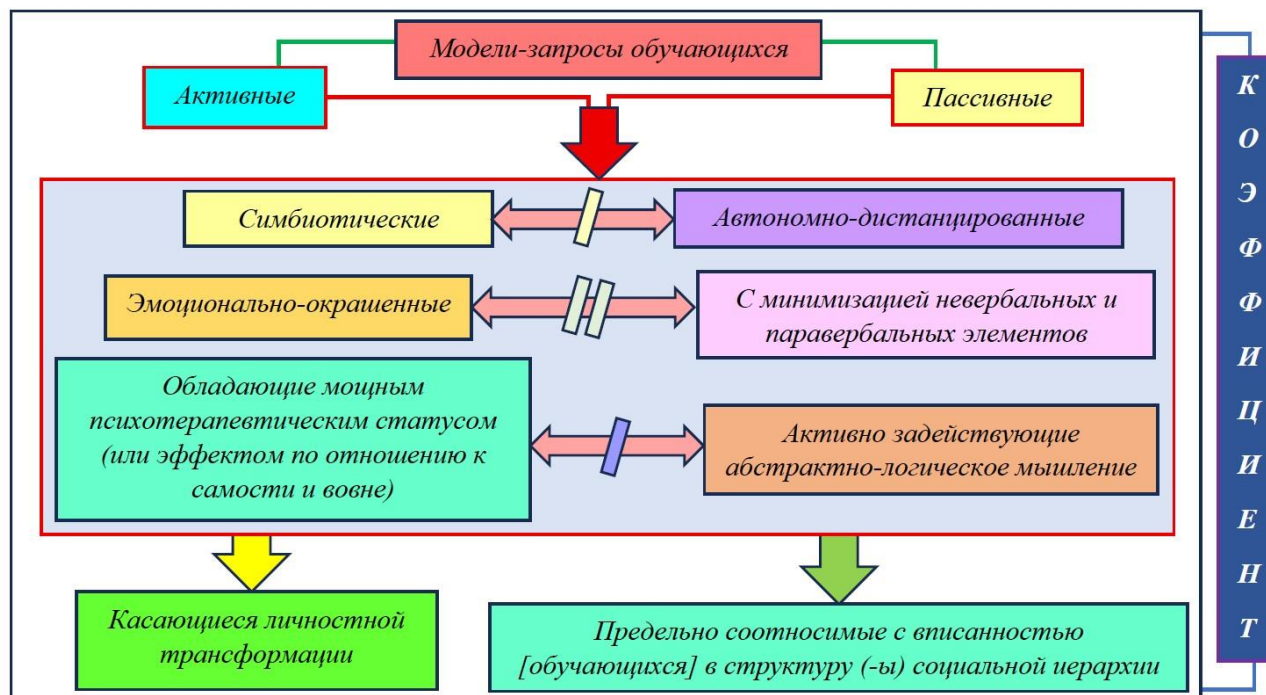 Модели-запросы обучающихся
Активные
Пассивные
Симбиотические
Автономно-дистанцированные
Эмоционально-окрашенные
С минимизацией невербальных и
паравербальных элементов
Обладающие мощным
психотерапевтическим статусом
(или эффектом по отношению к
самости и вовне)
Активно задействующие
абстрактно-логическое мышление
Касающиеся личностной
трансформации
Предельно соотносимые с вписанностью
[обучающихся] в структуру (-ы) социальной иерархии
К
О
Э
Ф
Ф
И
Ц
И
Е
Н
Т